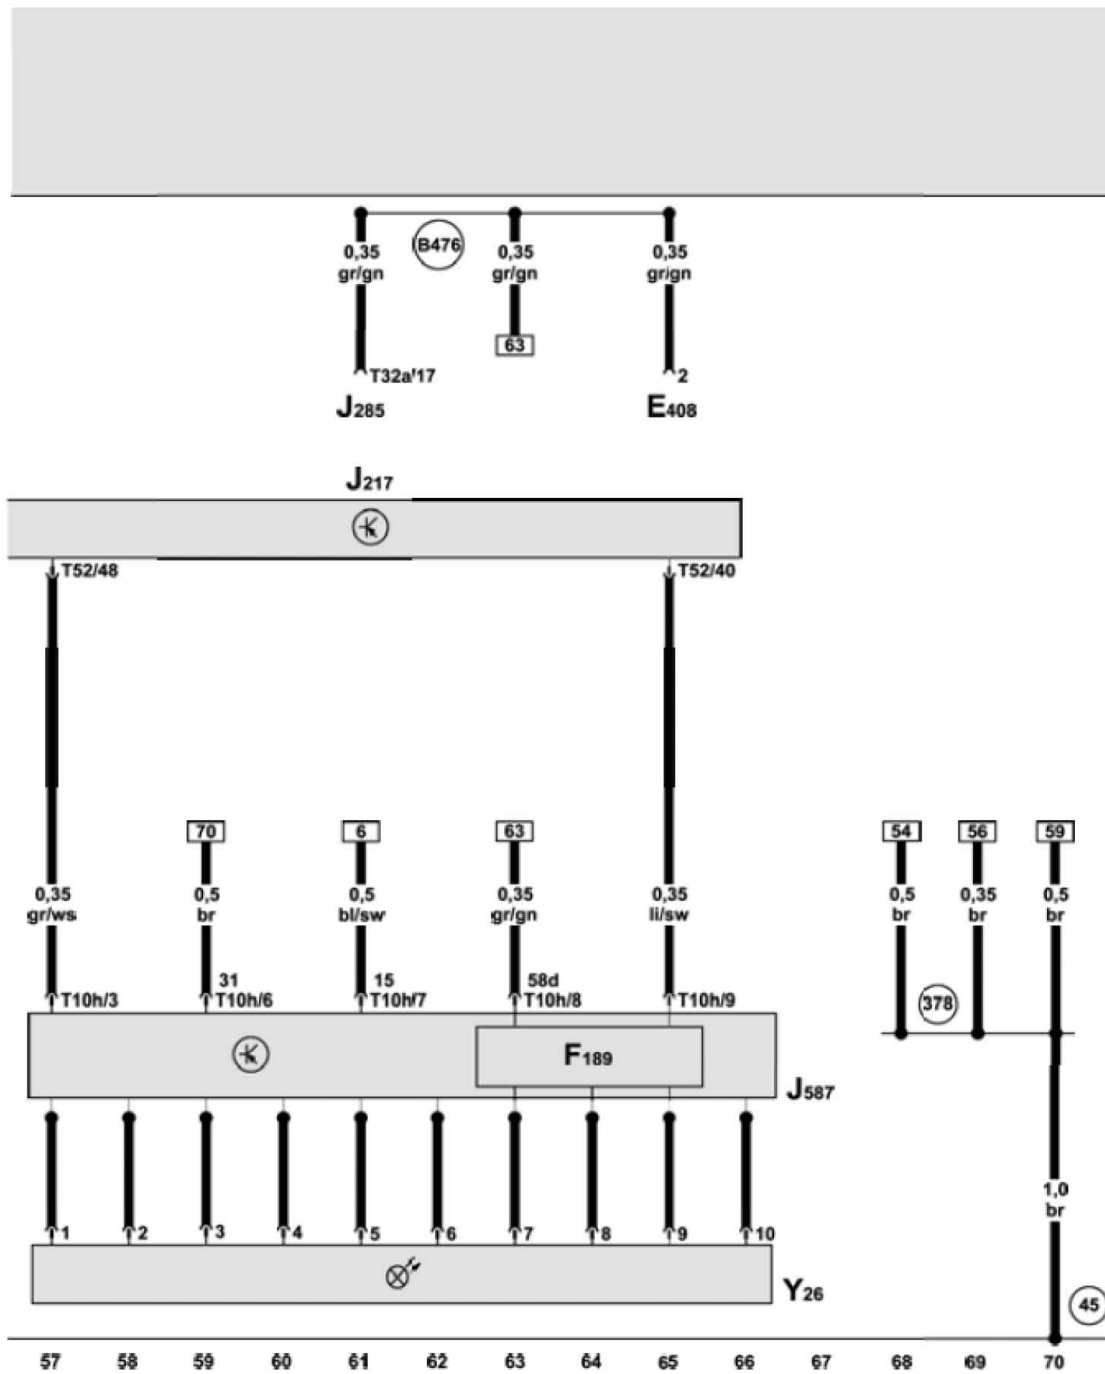 B476
0,35 0,35 0,35
gr/gn gr/gn gr/gn
63
T32a/17 2
J285 E408
J217
T52/48 T52/40
70 6 63 54 56 59
0,35 0,5 0,5 0,35 0,35 0,5 0,35 0,5
gr/ws br bl/sw gr/gn li/sw br br br
31 15 58d
T10h/3 T10h/6 T10h/7 T10h/8 T10h/9 378
F189
J587
1,0
br
1 2 3 4 5 6 7 8 9 10
Y26
45
57 58 59 60 61 62 63 64 65 66 67 68 69 70